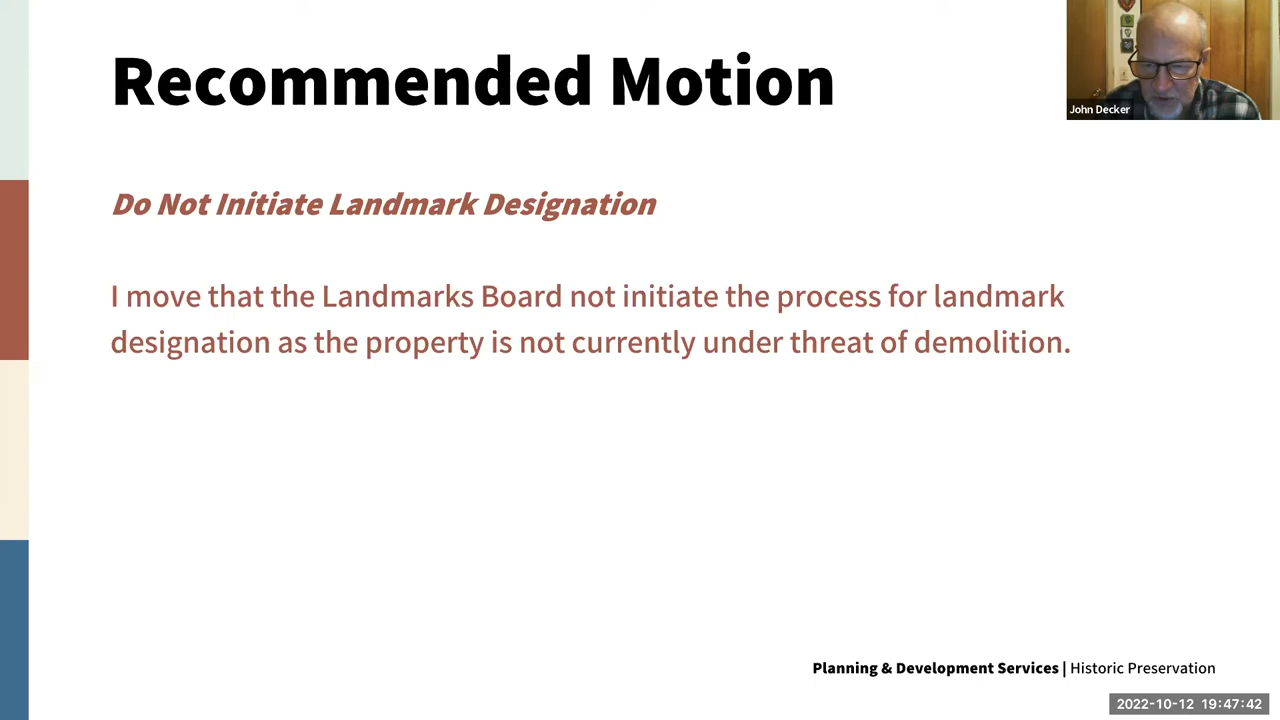 Recommended Motion
John Decker
Do Not Initiate Landmark Designation
I move that the Landmarks Board not initiate the process for landmark
designation as the property is not currently under threat of demolition.
Planning & Development Services | Historic Preservation
2022-10-12 19:47:42